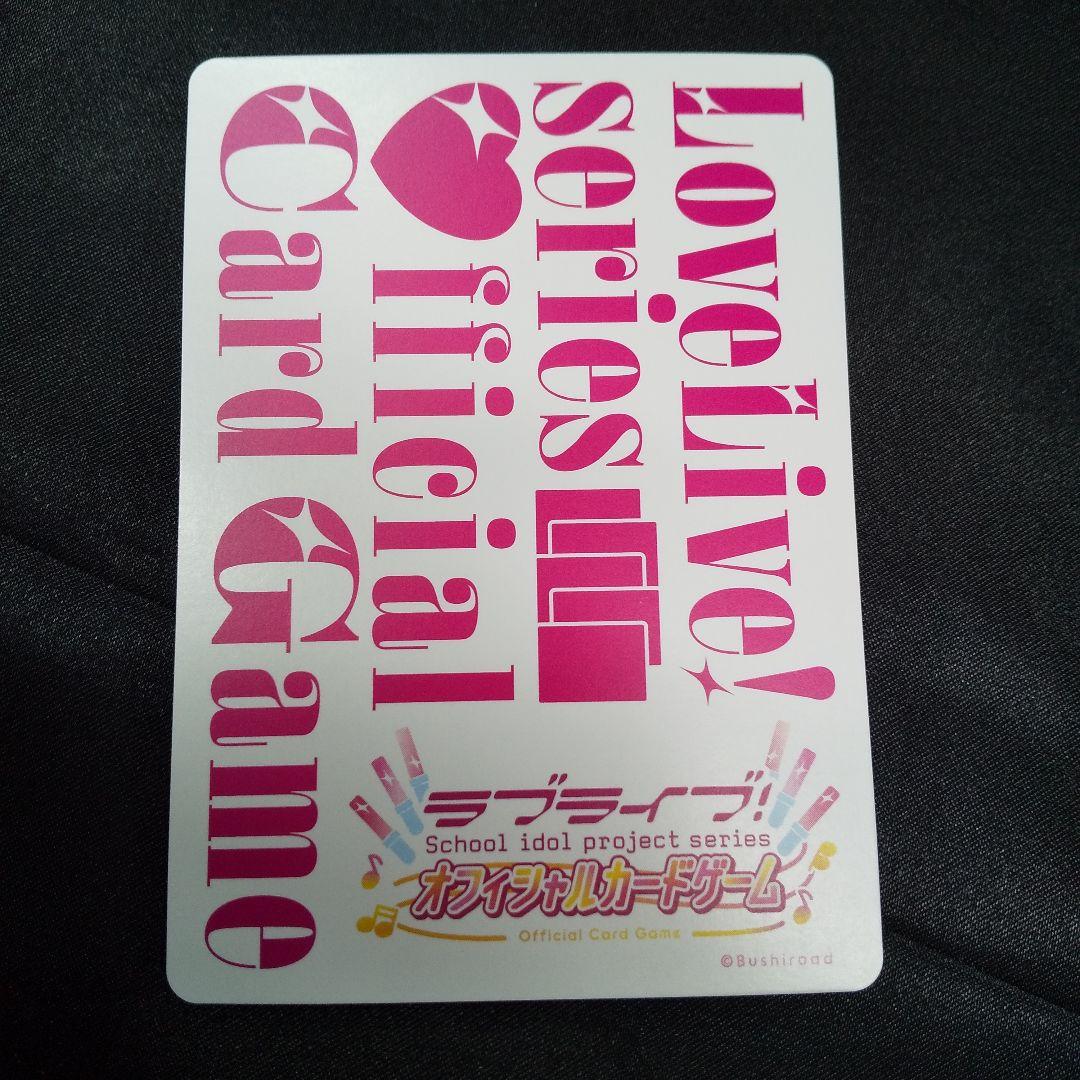 LoveLive!
series
Official
Card Game
ラブライブ!
School idol project series
オフィシャルカードゲーム
Official Card Game
©Bushiroad